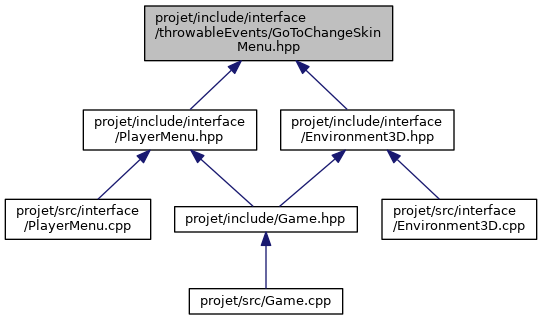 projet/include/interface
/throwableEvents/GoToChangeSkin
Menu.hpp
projet/include/interface
/PlayerMenu.hpp
projet/include/interface
/Environment3D.hpp
projet/src/interface
/PlayerMenu.cpp
projet/include/Game.hpp
projet/src/interface
/Environment3D.cpp
projet/src/Game.cpp